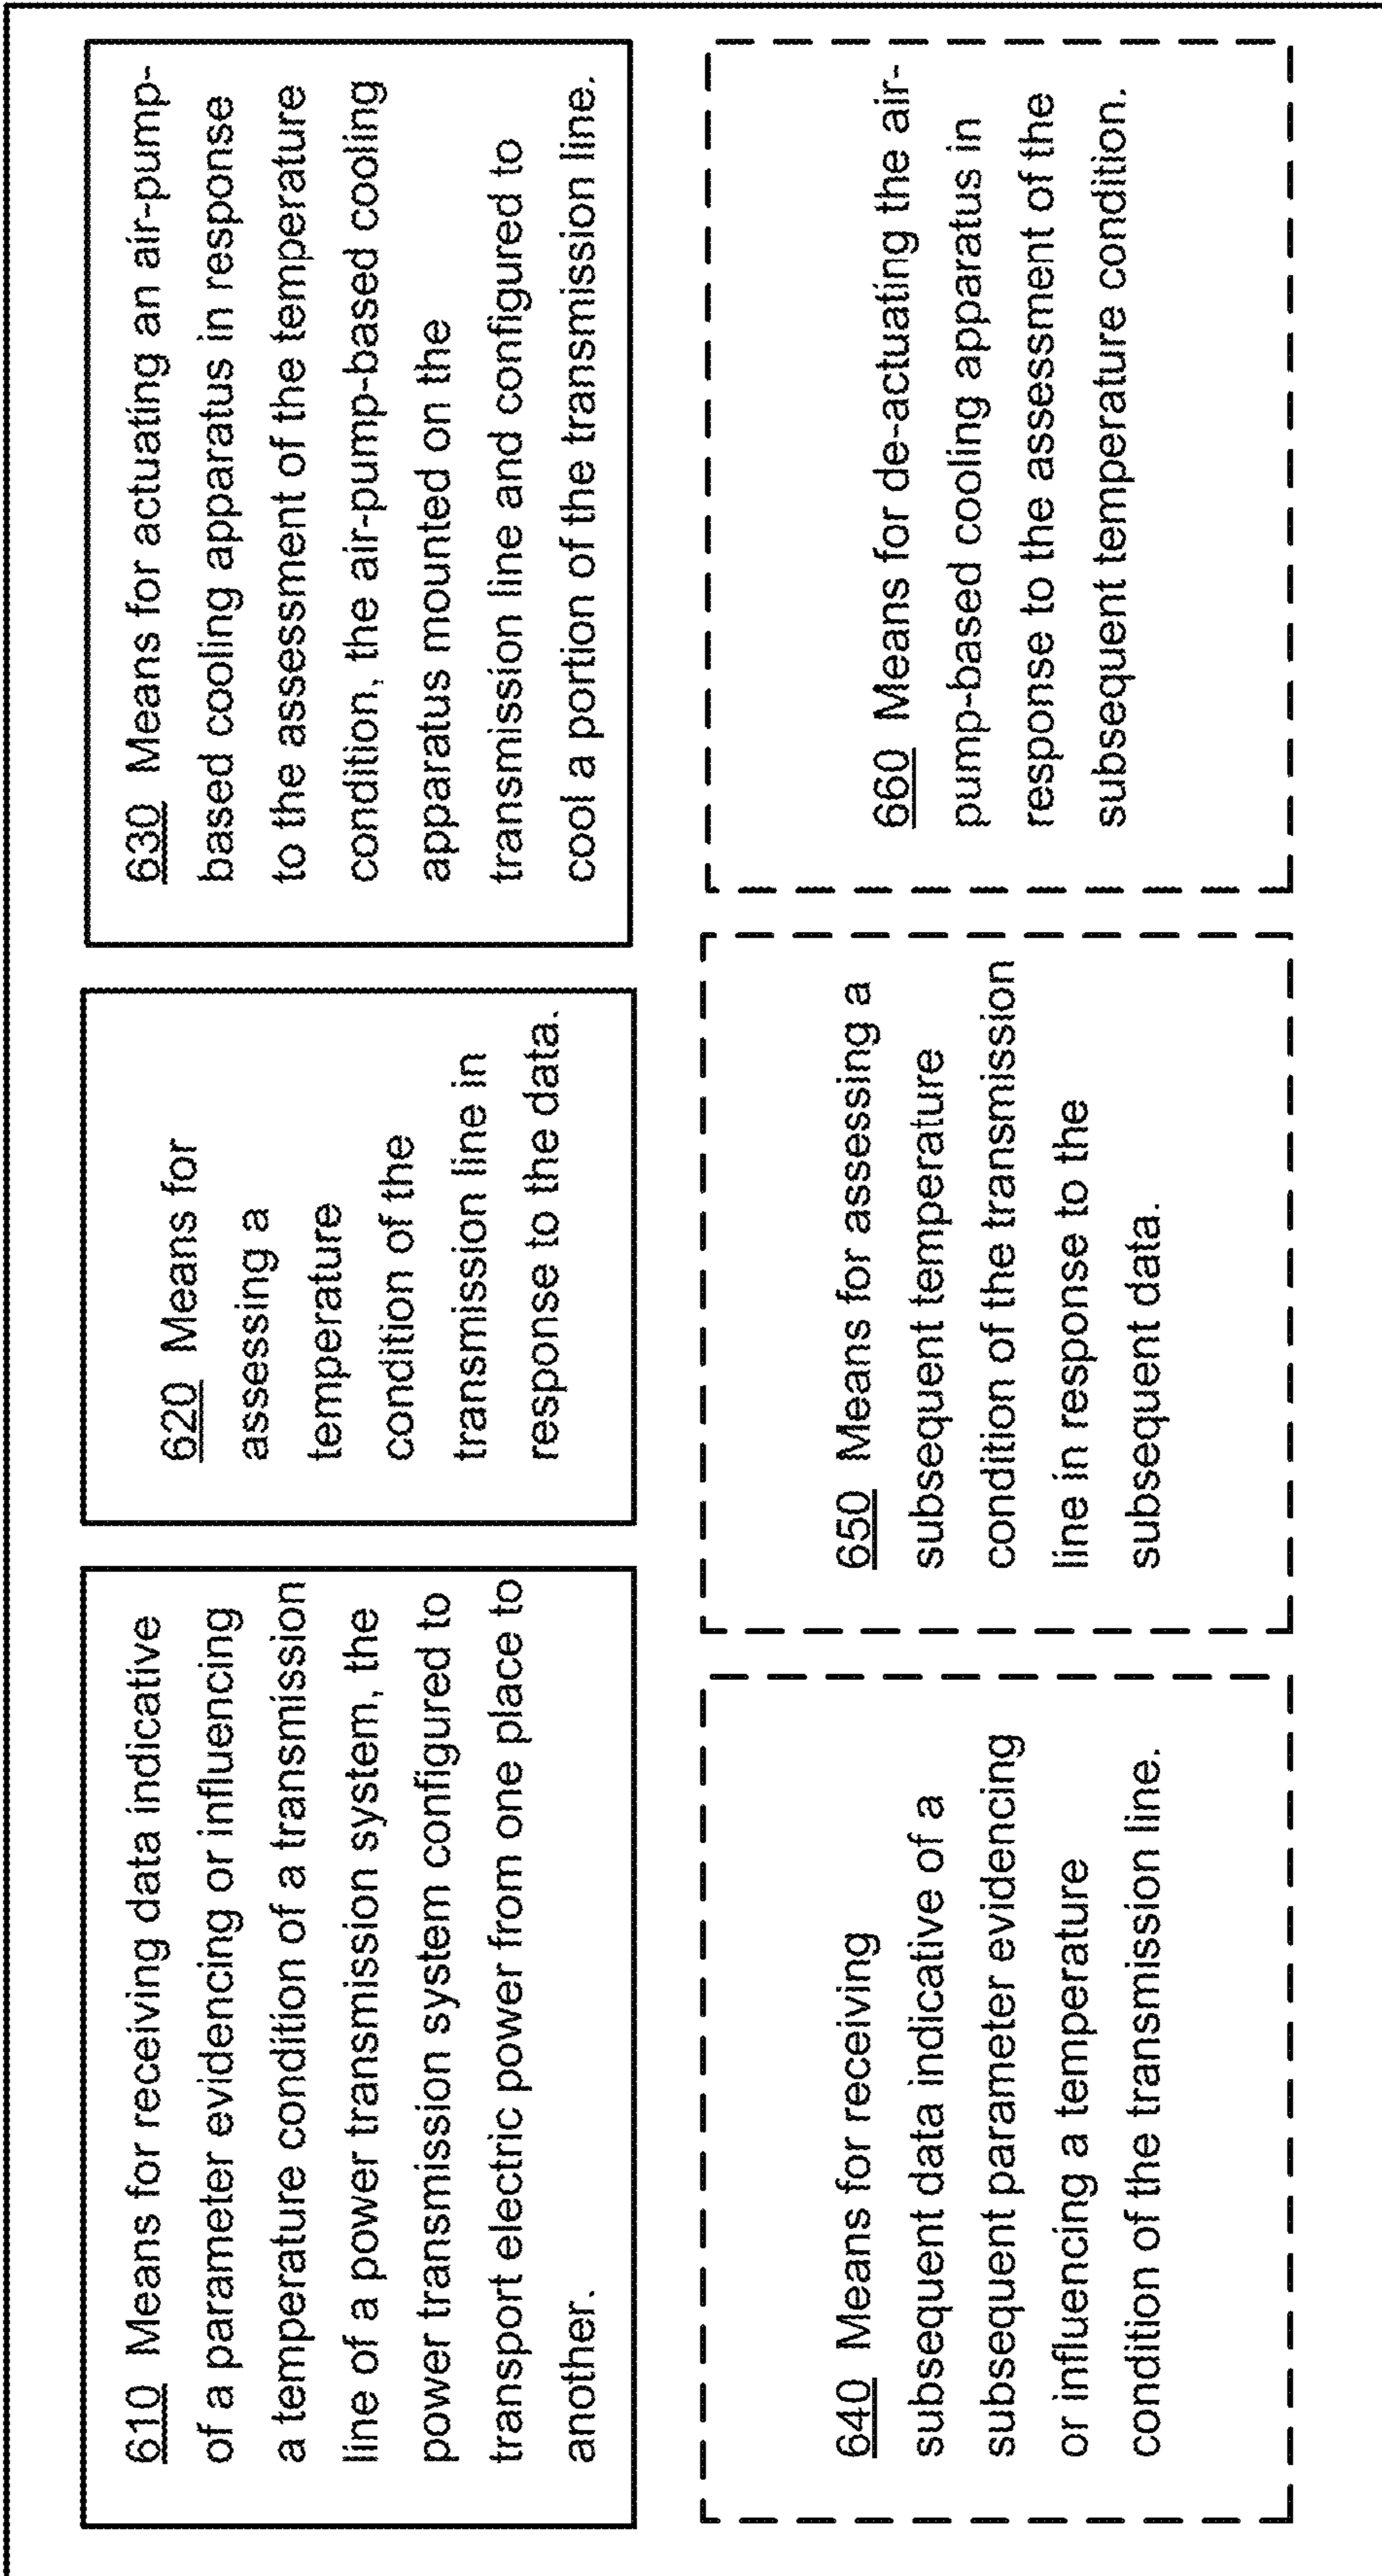 610 Means for receiving data indicative
of a parameter evidencing or influencing
a temperature condition of a transmission
line of a power transmission system, the
power transmission system configured to
transport electric power from one place to
another.
620 Means for
assessing a
temperature
condition of the
transmission line in
response to the data.
630 Means for actuating an air-pump-
based cooling apparatus in response
to the assessment of the temperature
condition, the air-pump-based cooling
apparatus mounted on the
transmission line and configured to
cool a portion of the transmission line.
640 Means for receiving
subsequent data indicative of a
subsequent parameter evidencing
or influencing a temperature
condition of the transmission line.
650 Means for assessing a
subsequent temperature
condition of the transmission
line in response to the
subsequent data.
660 Means for de-actuating the air-
pump-based cooling apparatus in
response to the assessment of the
subsequent temperature condition.